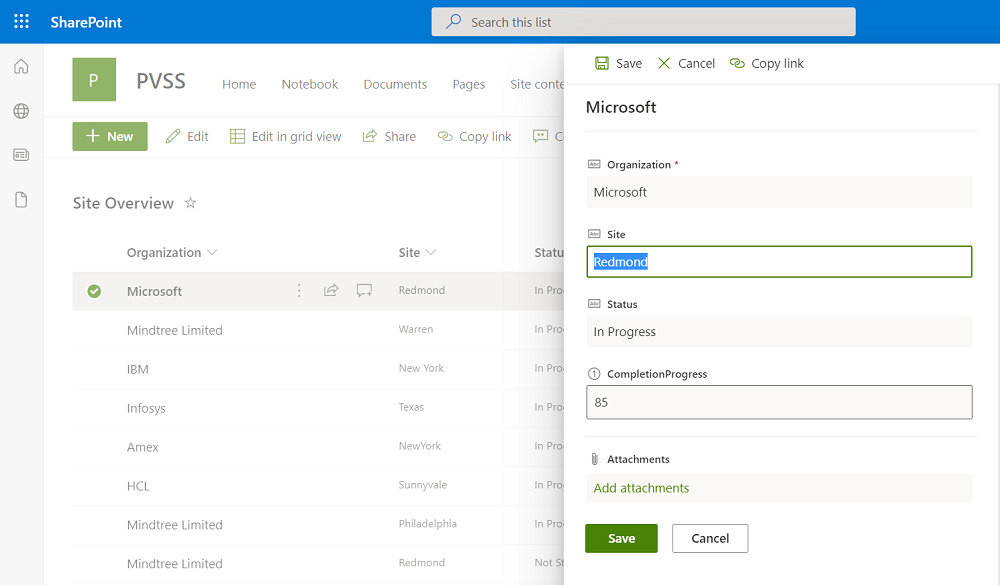 SharePoint
Search this list
P
PVSS
Home Notebook Documents Pages Site conte
New Edit Edit in grid view Share Copy link C
Site Overview
Organization Site Statu
Microsoft Redmond In Pro
Mindtree Limited Warren In Pro
IBM New York In Pro
Infosys Texas In Pro
Amex NewYork In Pro
HCL Sunnyvale In Pro
Mindtree Limited Philadelphia In Pro
Mindtree Limited Redmond Not St
Save Cancel Copy link
Microsoft
Abc Organization *
Microsoft
Abc Site
Redmond
Abc Status
In Progress
1 CompletionProgress
85
Attachments
Add attachments
Save Cancel